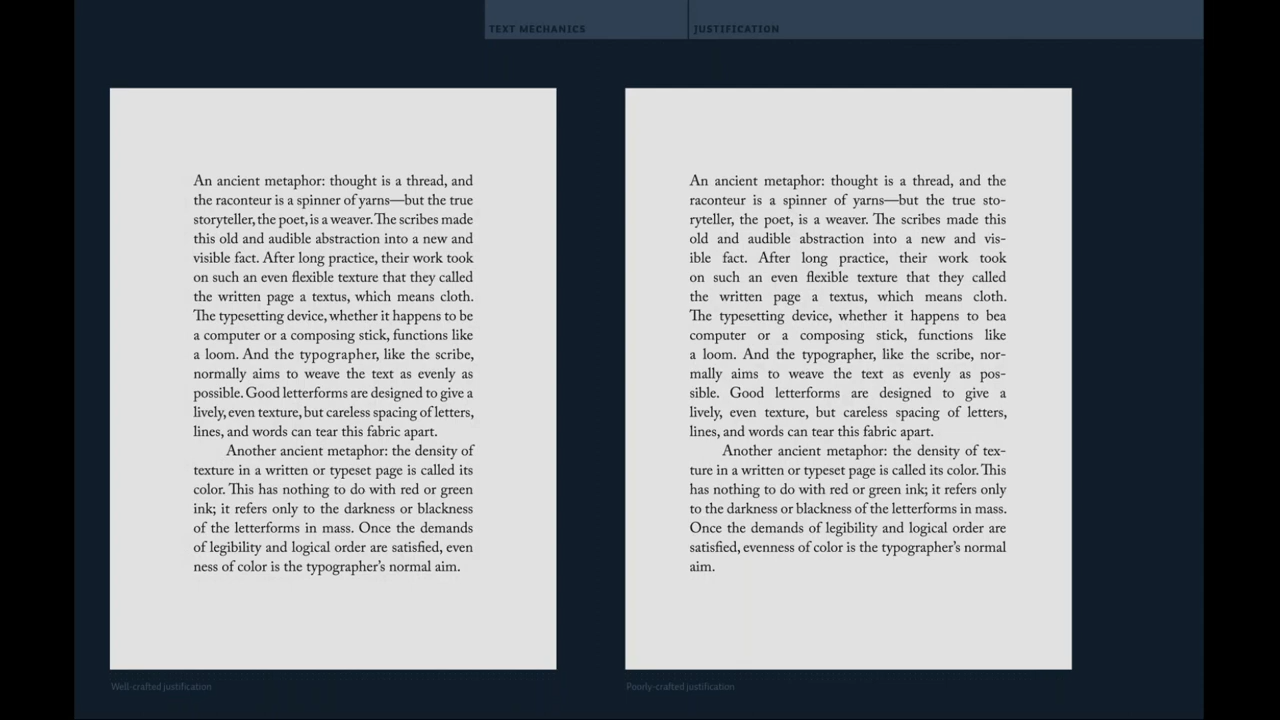 TEXT MECHANICS
JUSTIFICATION
An ancient metaphor: thought is a thread, and
the raconteur is a spinner of yarns—but the true
storyteller, the poet, is a weaver. The scribes made
this old and audible abstraction into a new and
visible fact. After long practice, their work took
on such an even flexible texture that they called
the written page a textus, which means cloth.
The typesetting device, whether it happens to be
a computer or a composing stick, functions like
a loom. And the typographer, like the scribe,
normally aims to weave the text as evenly as
possible. Good letterforms are designed to give a
lively, even texture, but careless spacing of letters,
lines, and words can tear this fabric apart.
Another ancient metaphor: the density of
texture in a written or typeset page is called its
color. This has nothing to do with red or green
ink; it refers only to the darkness or blackness
of the letterforms in mass. Once the demands
of legibility and logical order are satisfied, even
ness of color is the typographer’s normal aim.
Well-crafted justification
An ancient metaphor: thought is a thread, and the
raconteur is a spinner of yarns—but the true sto-
ryteller, the poet, is a weaver. The scribes made this
old and audible abstraction into a new and vis-
ible fact. After long practice, their work took
on such an even flexible texture that they called
the written page a textus, which means cloth.
The typesetting device, whether it happens to bea
computer or a composing stick, functions like
a loom. And the typographer, like the scribe, nor-
mally aims to weave the text as evenly as pos-
sible. Good letterforms are designed to give a
lively, even texture, but careless spacing of letters,
lines, and words can tear this fabric apart.
Another ancient metaphor: the density of tex-
ture in a written or typeset page is called its color. This
has nothing to do with red or green ink; it refers only
to the darkness or blackness of the letterforms in mass.
Once the demands of legibility and logical order are
satisfied, evenness of color is the typographer’s normal
aim.
Poorly-crafted justification